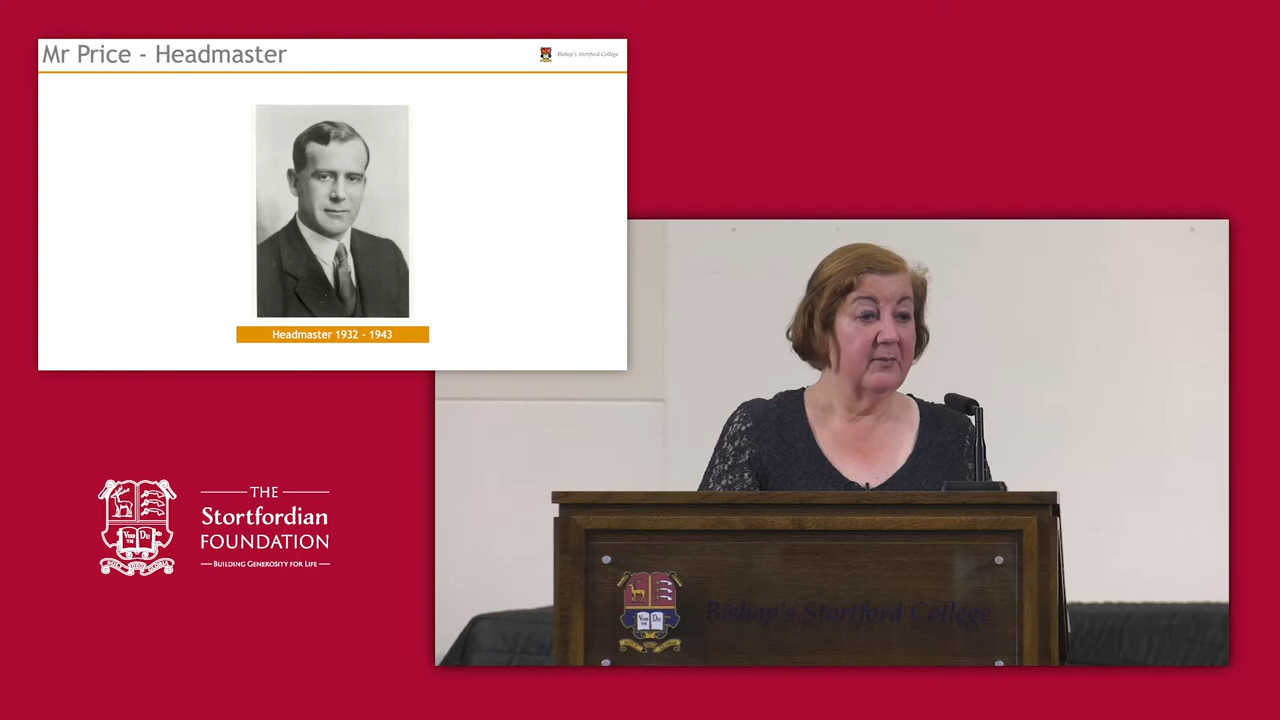 Mr Price - Headmaster
Bishop's Stortford College
Headmaster 1932 - 1943
THE
Stortfordian
FOUNDATION
BUILDING GENEROSITY FOR LIFE
Bishop's Stortford College